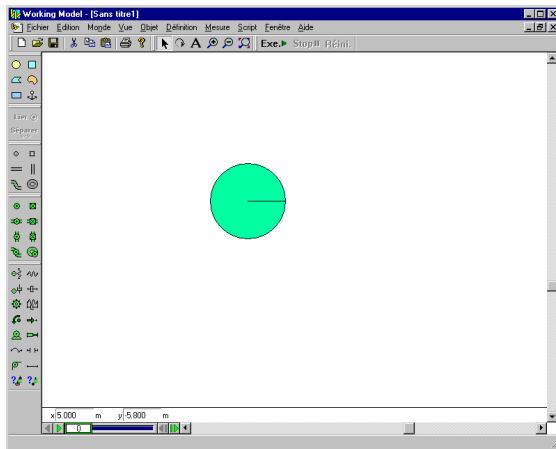 Working Model - [Sans titre1]
Fichier Edition Monde Vue Objet Définition Mesure Script Fenêtre Aide
A Exe. Stop Réini.
Lier
Séparer
x 5.000 m y -5.800 m
0